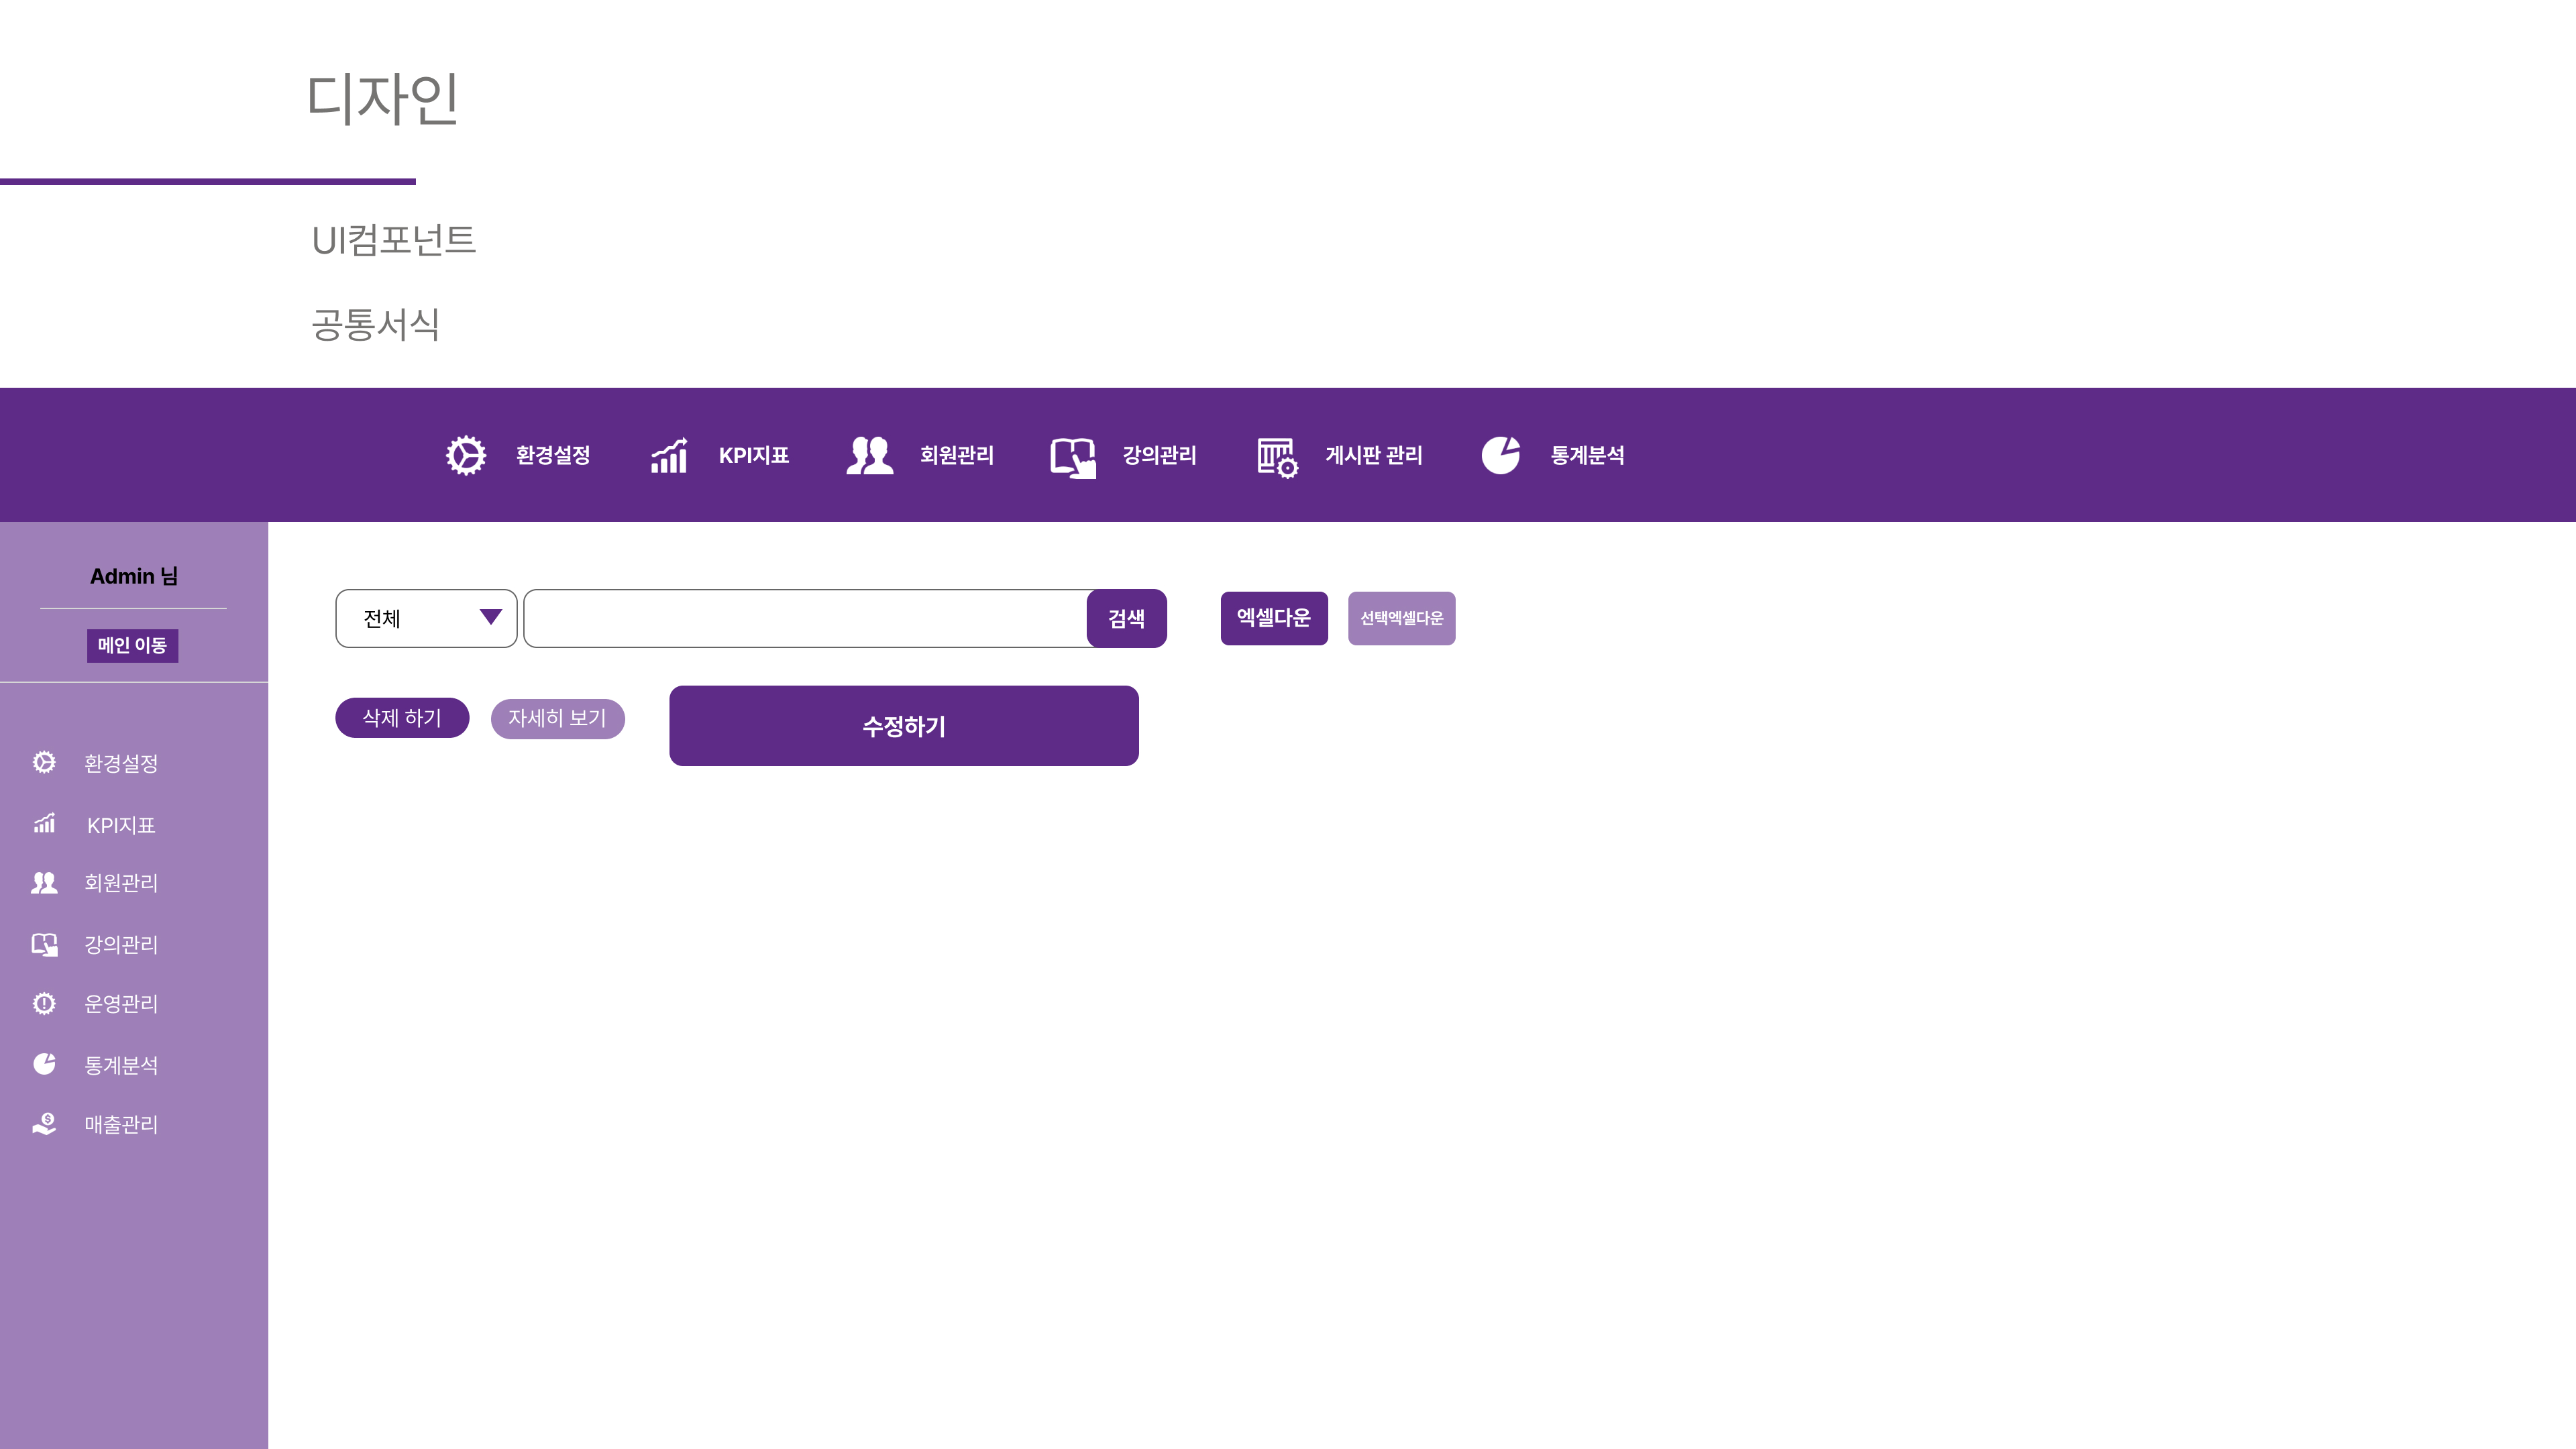 디자인
UI컴포넌트
공통서식
환경설정 KPI지표 회원관리 강의관리 게시판 관리 통계분석
Admin 님
메인 이동
환경설정
KPI지표
회원관리
강의관리
운영관리
통계분석
매출관리
전체 검색 엑셀다운 선택엑셀다운
삭제 하기 자세히 보기 수정하기